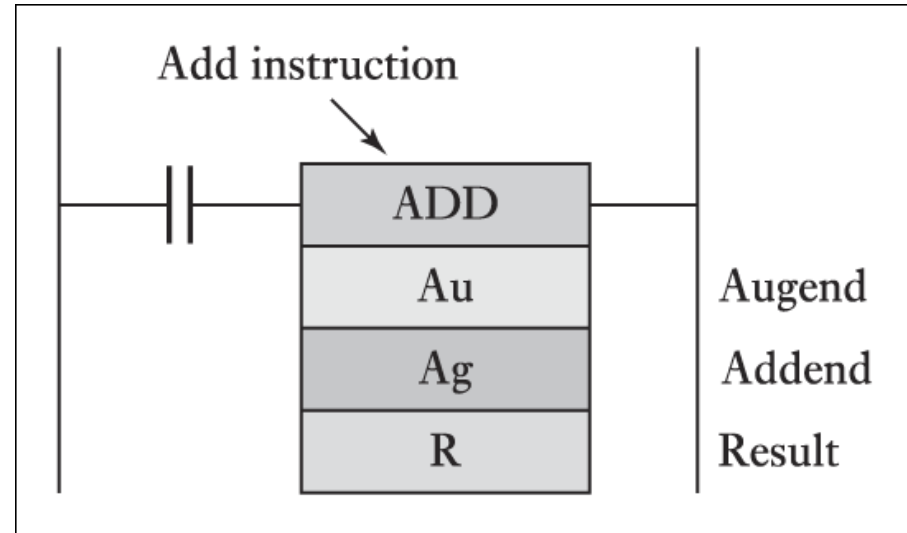 Add instruction
ADD
Au Augend
Ag Addend
R Result